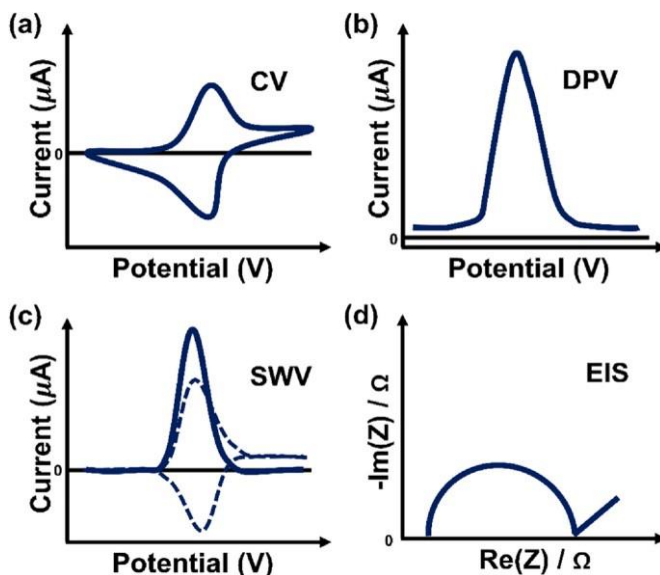 (a)
CV
Current (μA)
0
Potential (V)
(b)
DPV
Current (μA)
0
Potential (V)
(c)
SWV
Current (μA)
0
Potential (V)
(d)
EIS
-Im(Z) / Ω
0
Re(Z) / Ω